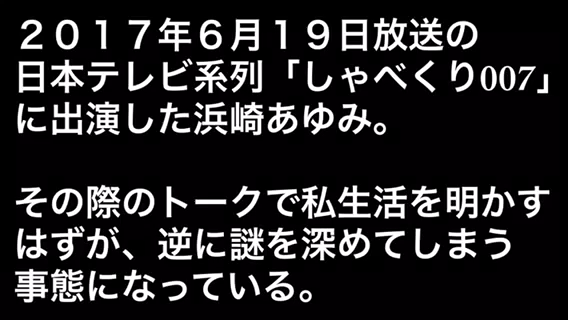 ２０１７年６月１９日放送の
日本テレビ系列「しゃべくり007」
に出演した浜崎あゆみ。
その際のトークで私生活を明かす
はずが、逆に謎を深めてしまう
事態になっている。